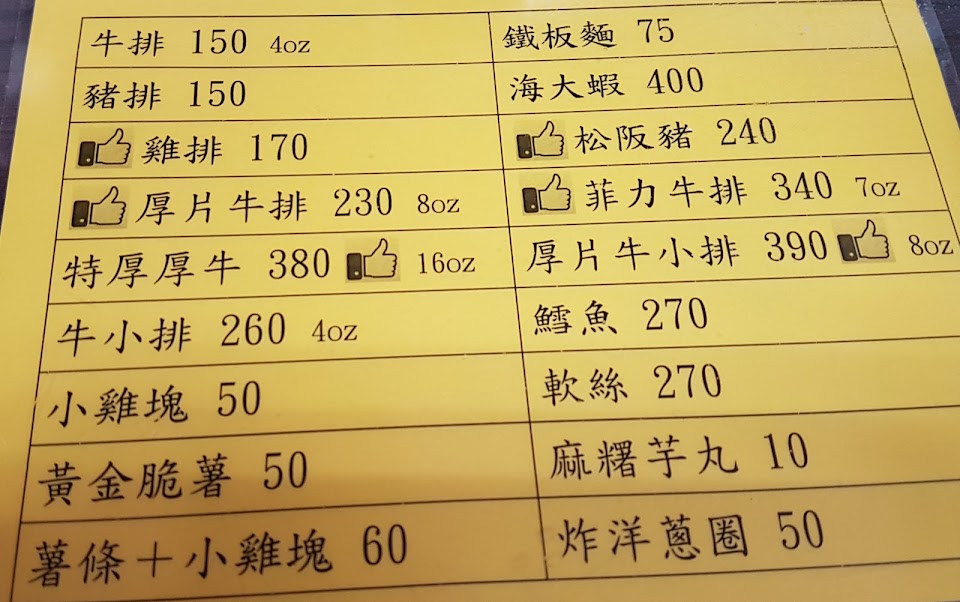 牛排 150 4oz
鐵板麵 75
豬排 150
海大蝦 400
雞排 170
松阪豬 240
厚片牛排 230 8oz
菲力牛排 340 7oz
特厚厚牛 380 16oz
厚片牛小排 390 8oz
牛小排 260 4oz
鱈魚 270
小雞塊 50
軟絲 270
黃金脆薯 50
麻糬芋丸 10
薯條＋小雞塊 60
炸洋蔥圈 50